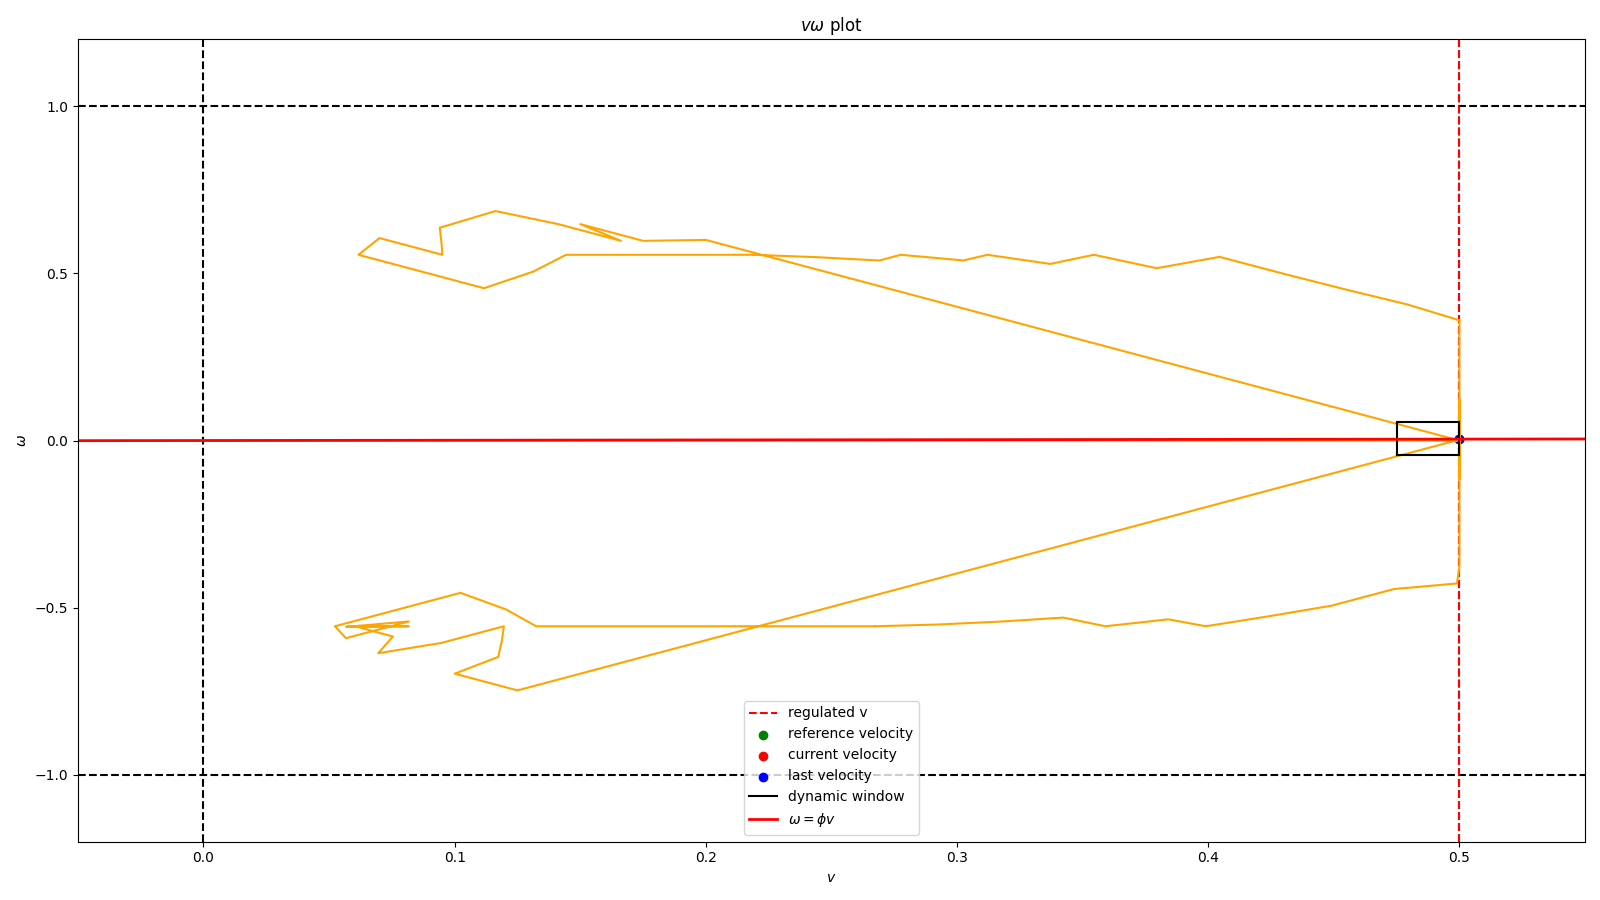 vω plot
1.0
0.5
0.0
−0.5
−1.0
ω
regulated v
reference velocity
current velocity
last velocity
dynamic window
ω = ϕv
0.0 0.1 0.2 0.3 0.4 0.5
v